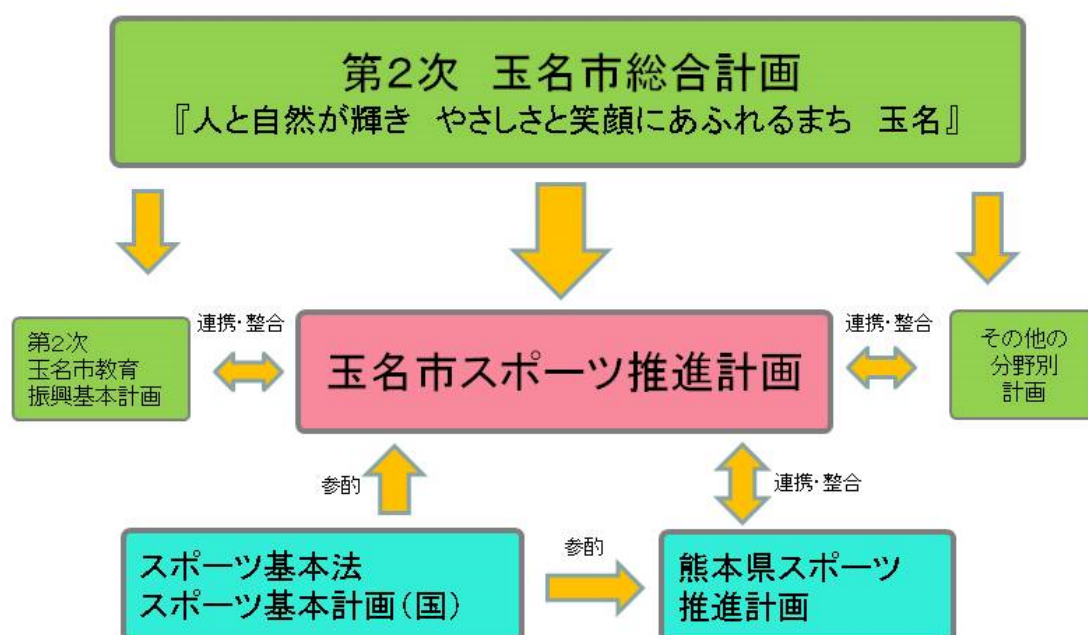 第2次 玉名市総合計画
『人と自然が輝き やさしさと笑顔にあふれるまち 玉名』
連携・整合
連携・整合
第2次
玉名市教育
振興基本計画
玉名市スポーツ推進計画
その他の
分野別
計画
参酌
連携・整合
スポーツ基本法
スポーツ基本計画(国)
参酌
熊本県スポーツ
推進計画